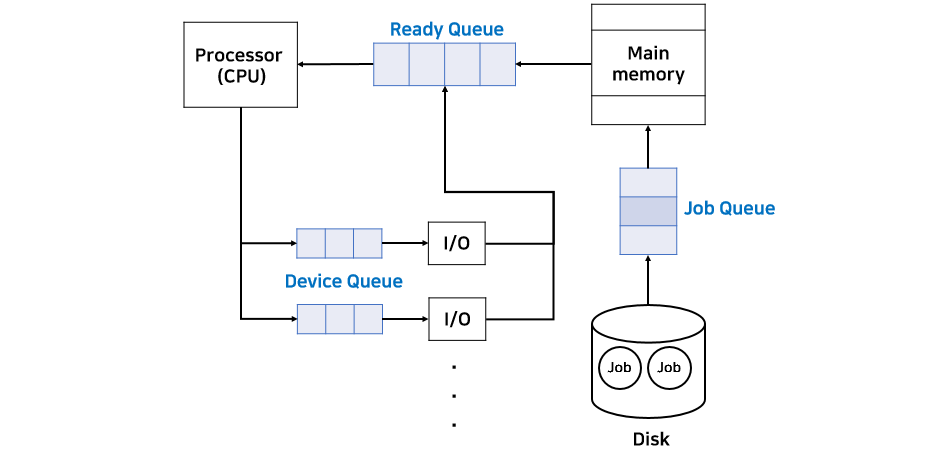 Ready Queue
Processor
(CPU)
Main
memory
Job Queue
I/O
Device Queue
I/O
Job
Job
Disk